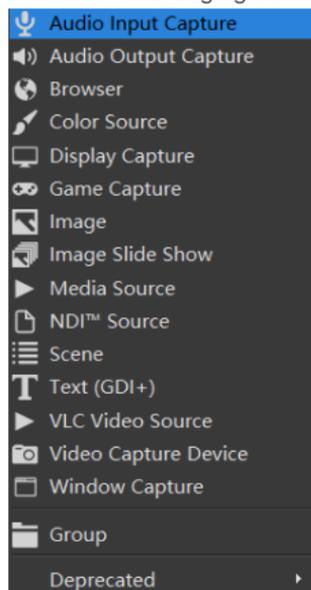 Audio Input Capture
Audio Output Capture
Browser
Color Source
Display Capture
Game Capture
Image
Image Slide Show
Media Source
NDI™ Source
Scene
Text (GDI+)
VLC Video Source
Video Capture Device
Window Capture
Group
Deprecated